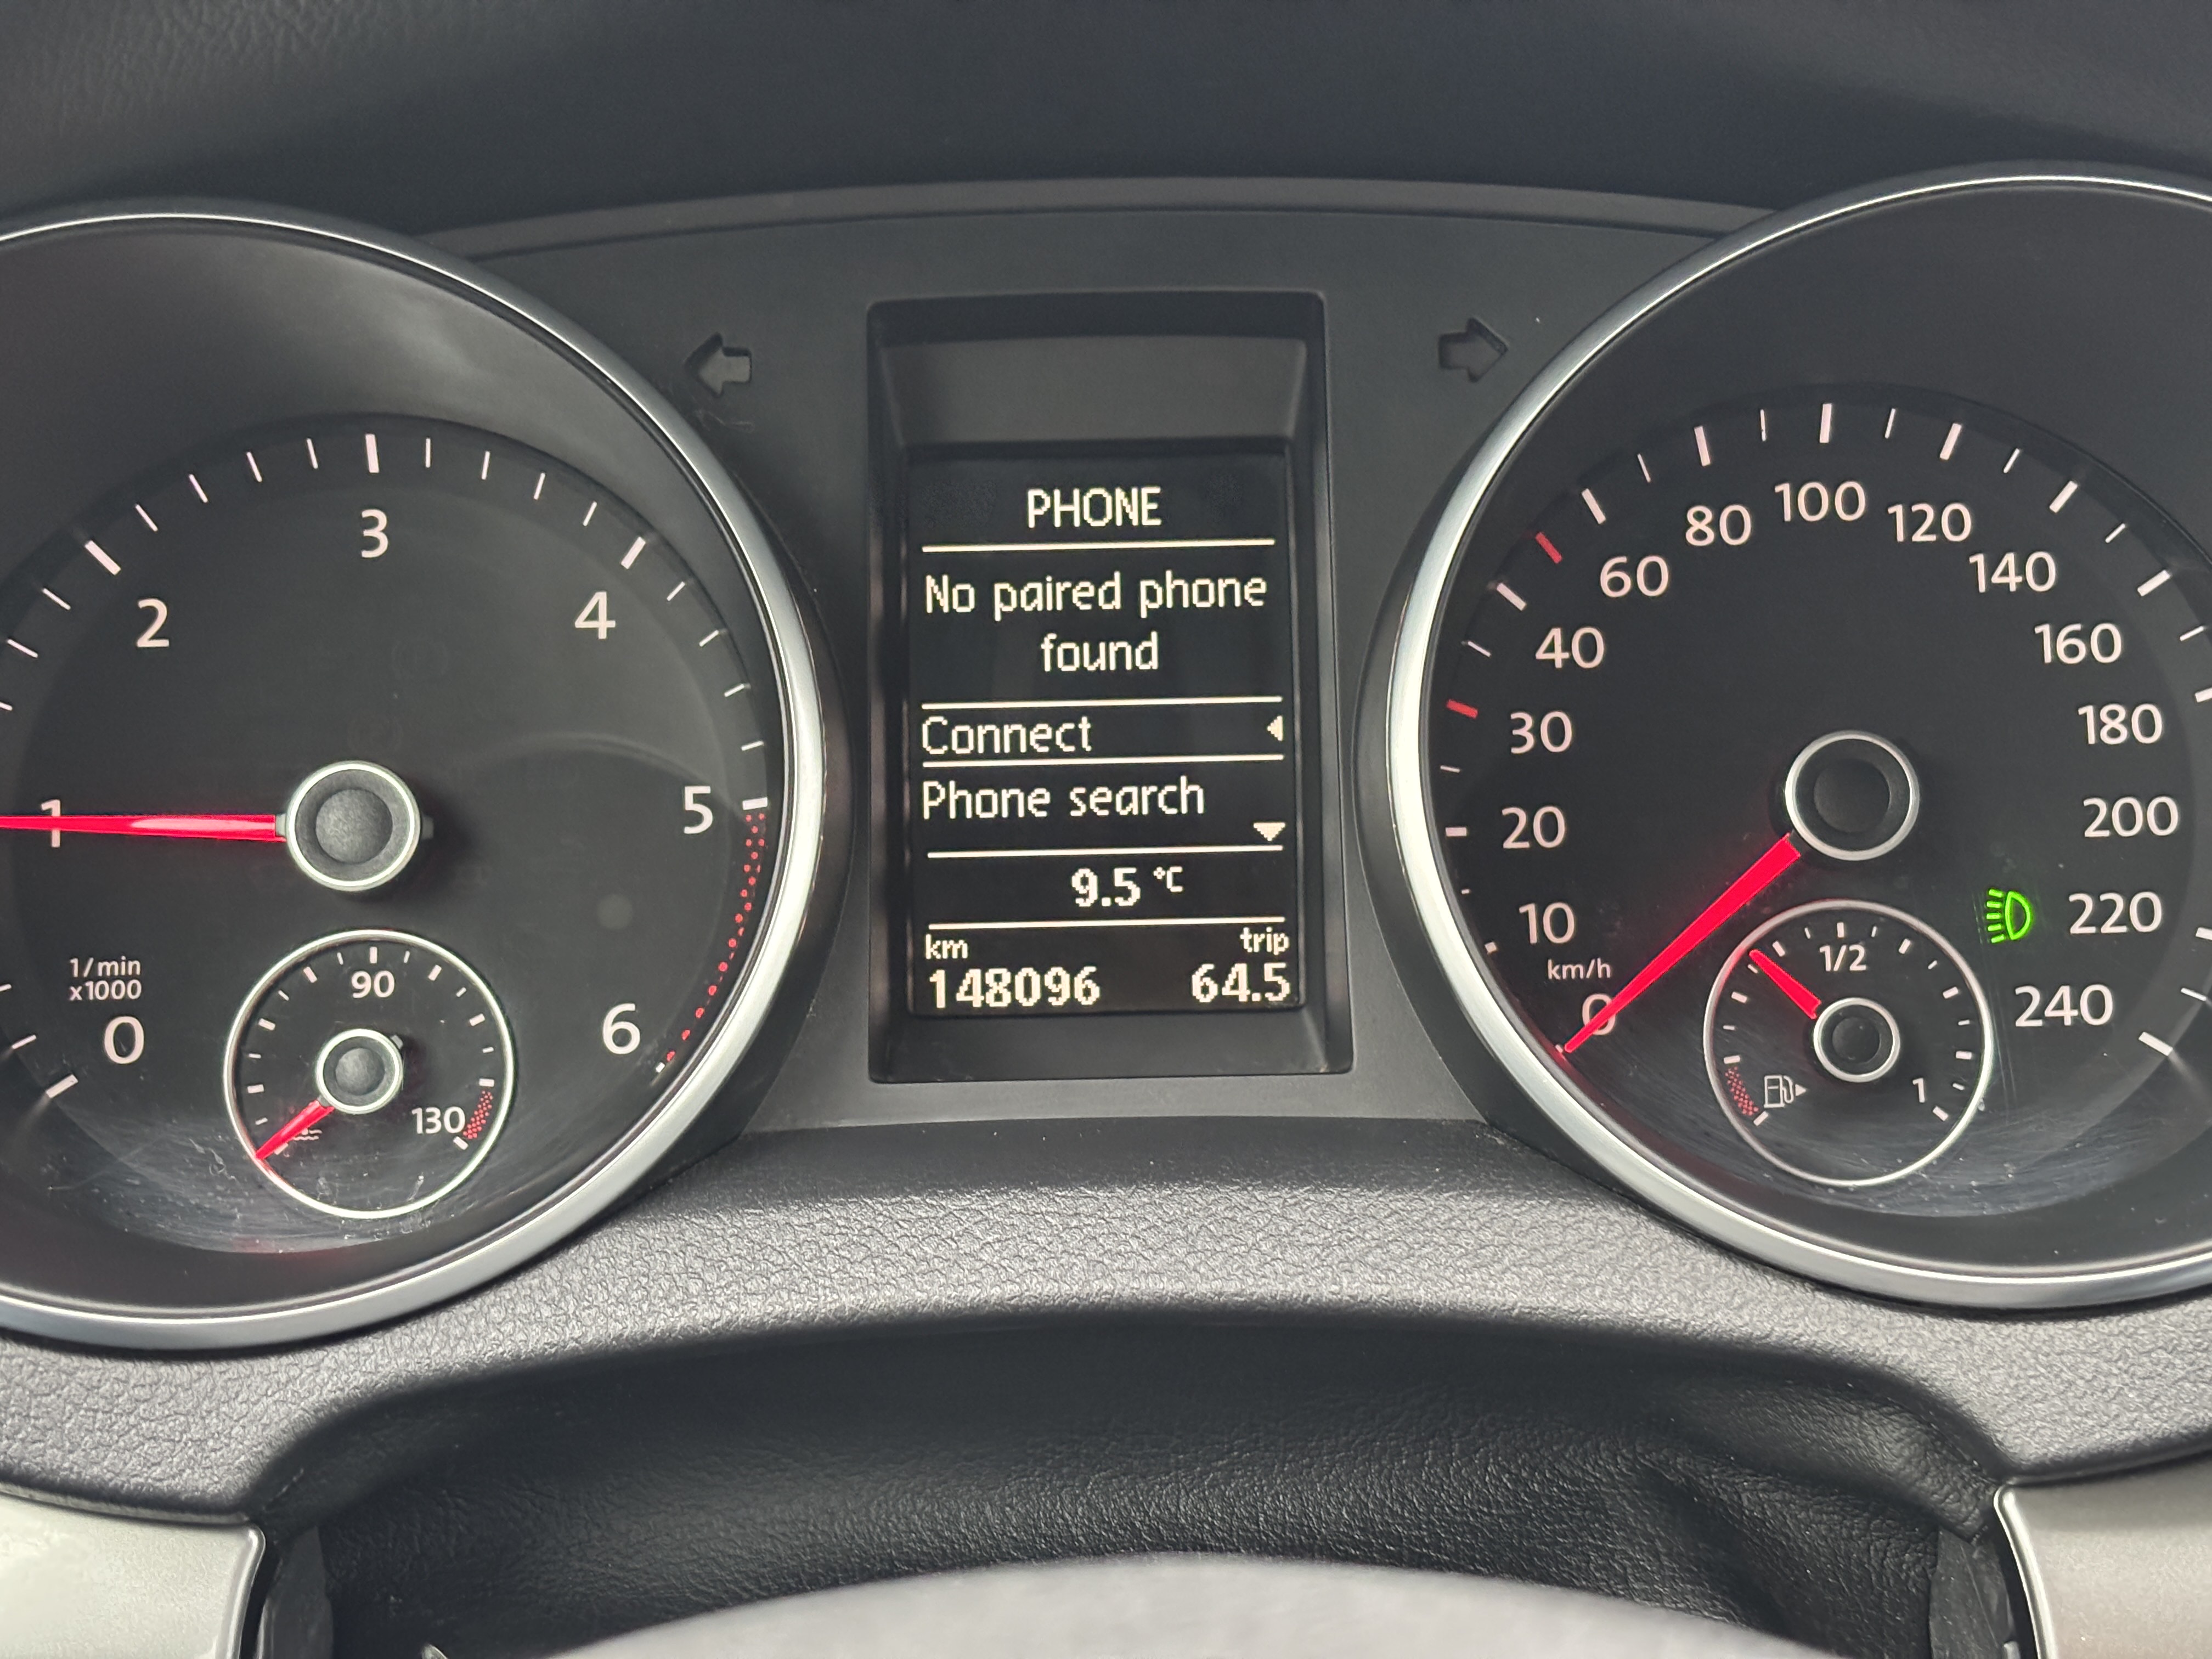 1
2
3
4
5
6
0
1/min
x1000
90
130
PHONE
No paired phone
found
Connect
Phone search
9.5 °C
km trip
148096 64.5
0
10
20
30
40
60
80
100
120
140
160
180
200
220
240
km/h
1/2
1